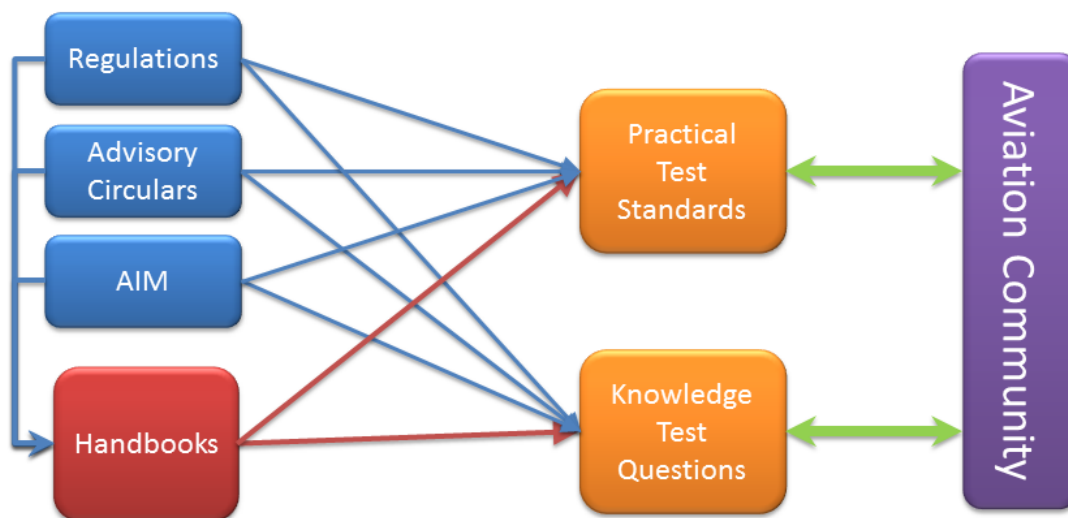 Regulations
Advisory
Circulars
AIM
Handbooks
Practical
Test
Standards
Knowledge
Test
Questions
Aviation Community